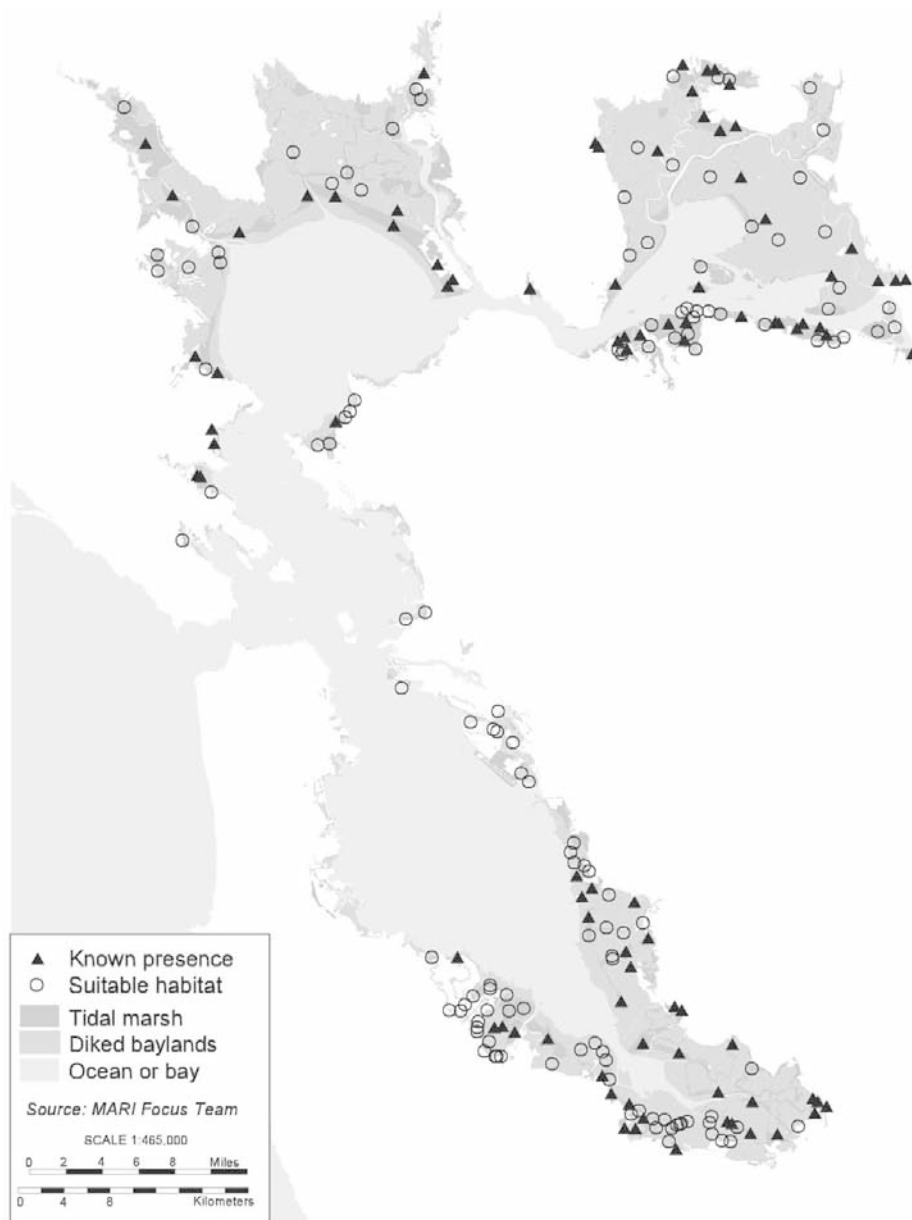 Known presence
Suitable habitat
Tidal marsh
Diked baylands
Ocean or bay
Source: MARI Focus Team
SCALE 1:465,000
0 2 4 6 8 Miles
0 4 8 Kilometers